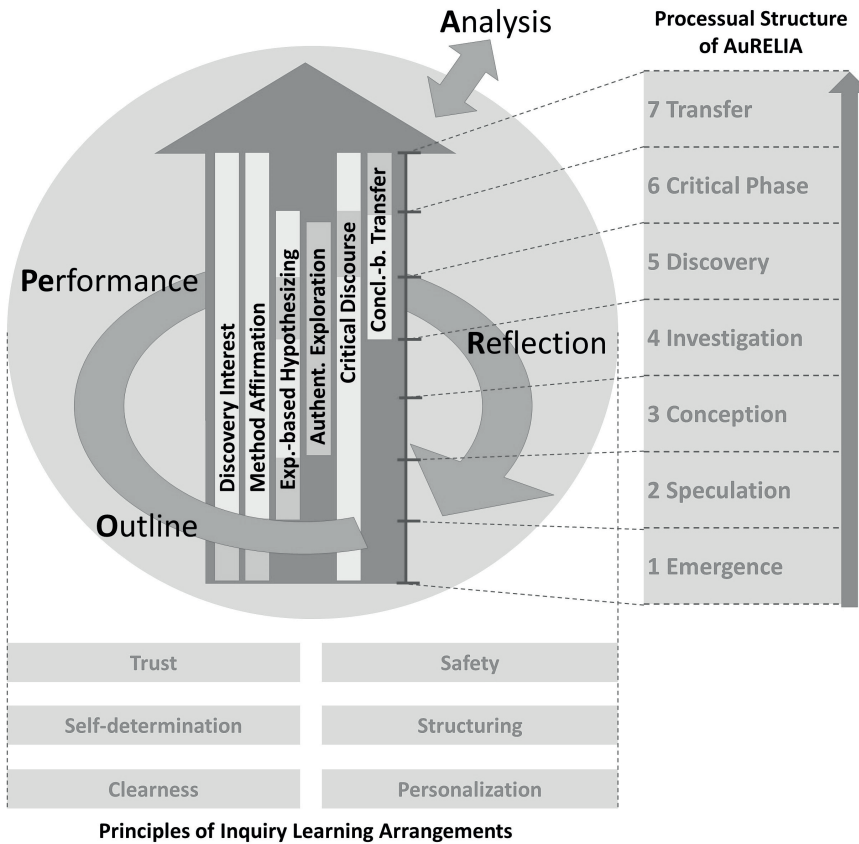 Analysis
Processual Structure
of AuRELIA
7 Transfer
6 Critical Phase
5 Discovery
4 Investigation
3 Conception
2 Speculation
1 Emergence
Performance
Reflection
Outline
Discovery Interest
Method Affirmation
Exp.-based Hypothesizing
Authent. Exploration
Critical Discourse
Concl.-b. Transfer
Trust
Safety
Self-determination
Structuring
Clearness
Personalization
Principles of Inquiry Learning Arrangements